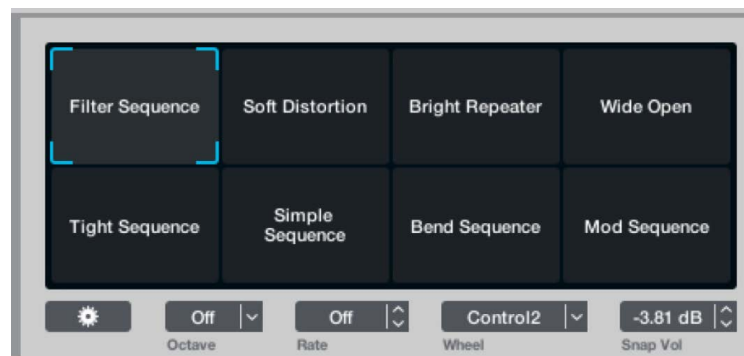 Filter Sequence
Soft Distortion
Bright Repeater
Wide Open
Tight Sequence
Simple
Sequence
Bend Sequence
Mod Sequence
Off
Off
Control2
-3.81 dB
Octave
Rate
Wheel
Snap Vol